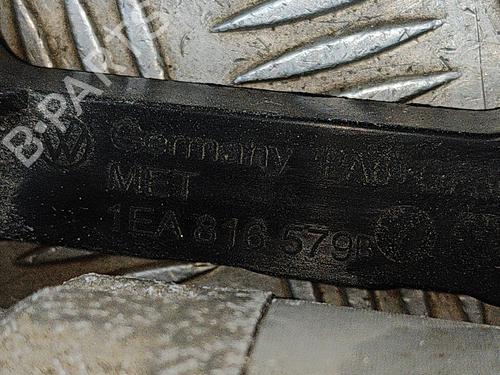 B-PARTS
Germany
MET
1EA 816 579B